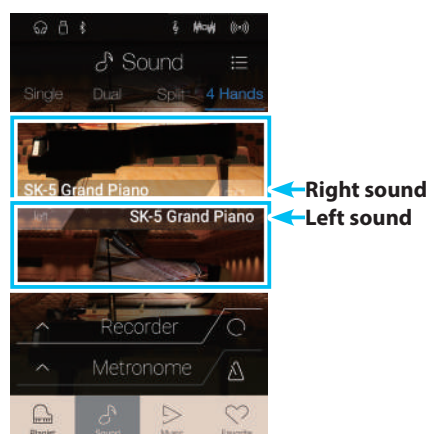 Sound
Single Dual Split 4 Hands
SK-5 Grand Piano
Right sound
Left sound
SK-5 Grand Piano
Recorder
Metronome
Pianist Sound Music Favorite